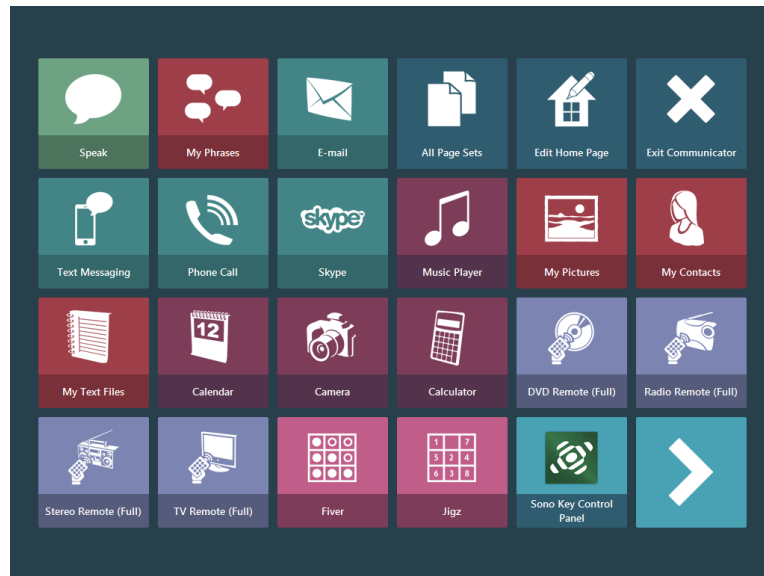 Speak
My Phrases
E-mail
All Page Sets
Edit Home Page
Exit Communicator
Text Messaging
Phone Call
skype
Skype
Music Player
My Pictures
My Contacts
My Text Files
12
Calendar
Camera
Calculator
DVD Remote (Full)
Radio Remote (Full)
Stereo Remote (Full)
TV Remote (Full)
Fiver
1 7
5 2 4
6 3 8
Jigz
Sono Key Control
Panel